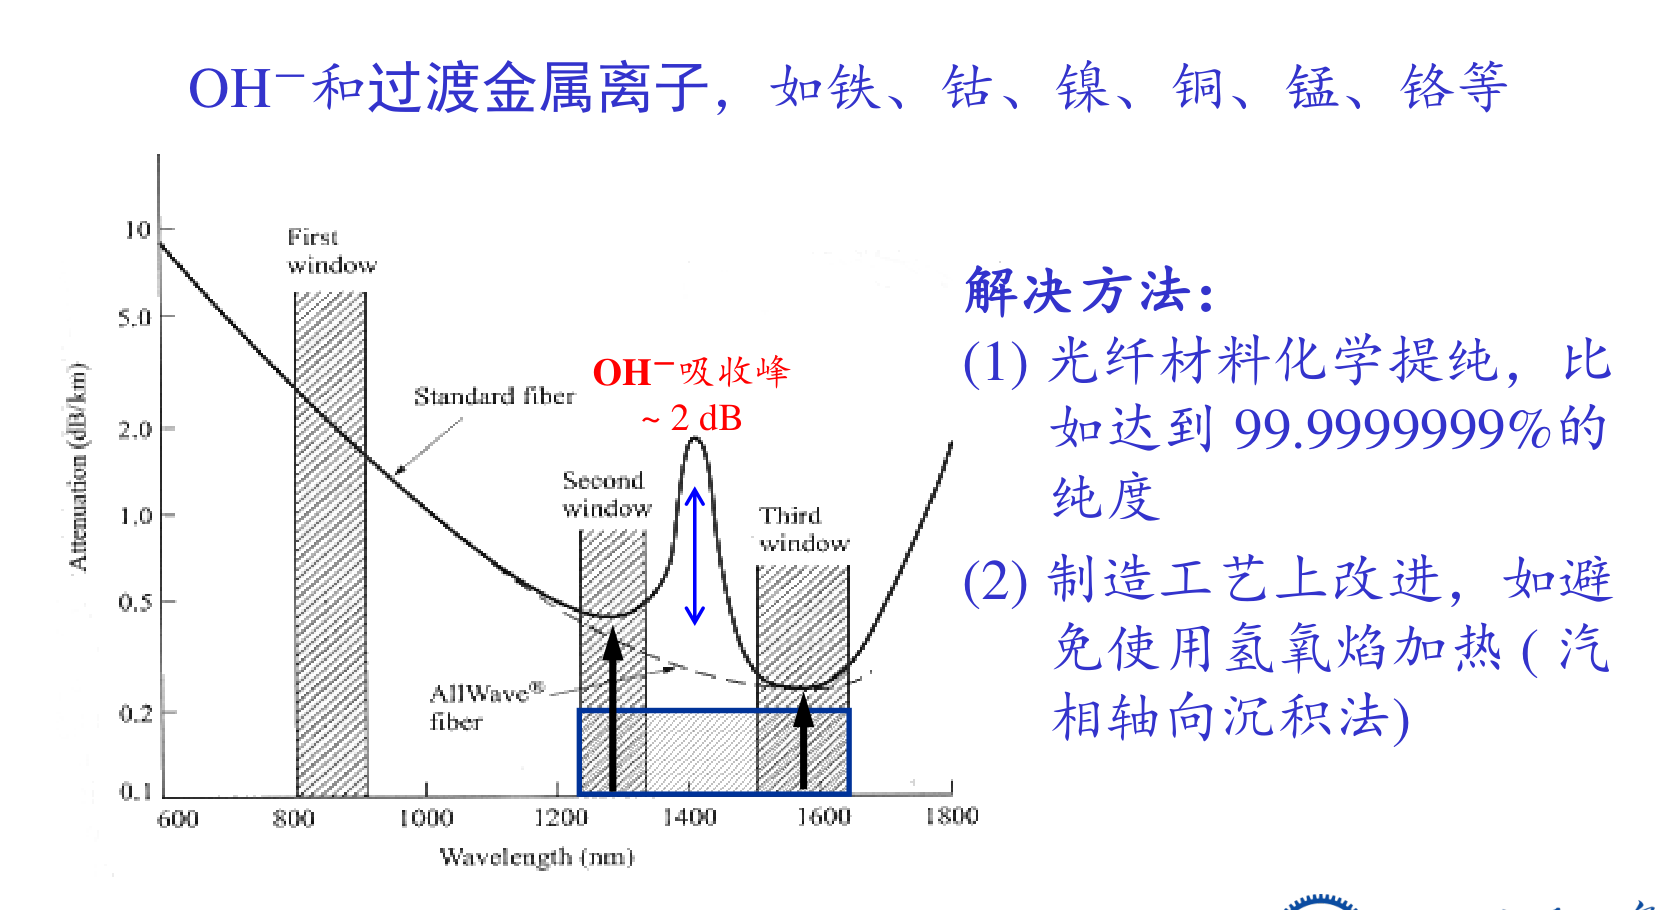 OH⁻和过渡金属离子，如铁、钴、镍、铜、锰、铬等
10
5.0
2.0
1.0
0.5
0.2
0.1
Attenuation (dB/km)
First
window
Standard fiber
OH⁻吸收峰
~ 2 dB
Second
window
Third
window
AllWave®
fiber
600
800
1000
1200
1400
1600
1800
Wavelength (nm)
解决方法：
(1) 光纤材料化学提纯，比
如达到 99.9999999%的
纯度
(2) 制造工艺上改进，如避
免使用氢氧焰加热 ( 汽
相轴向沉积法)